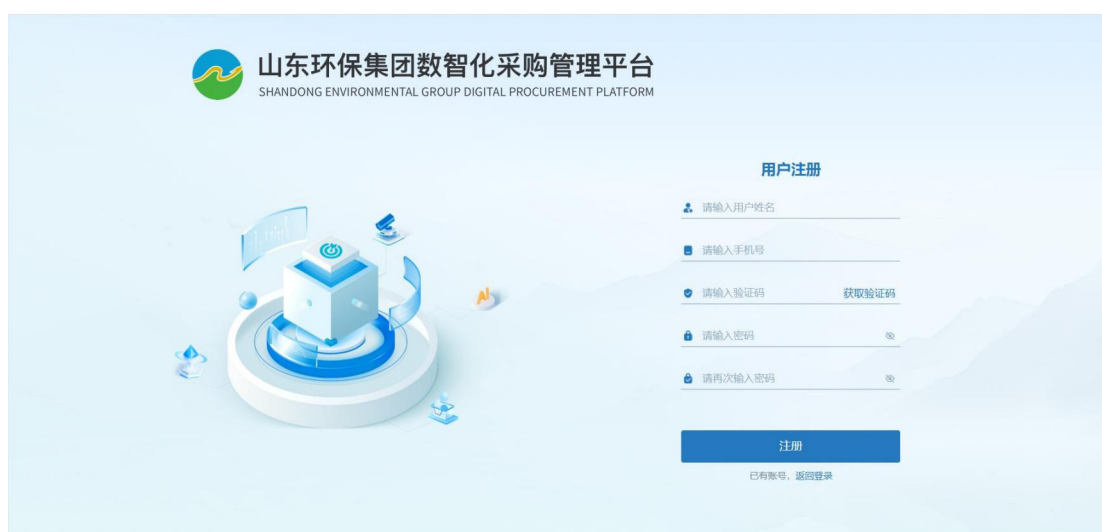 山东环保集团数智化采购管理平台
SHANDONG ENVIRONMENTAL GROUP DIGITAL PROCUREMENT PLATFORM
用户注册
请输入用户姓名
请输入手机号
请输入验证码 获取验证码
请输入密码
请再次输入密码
注册
已有账号，返回登录
AI